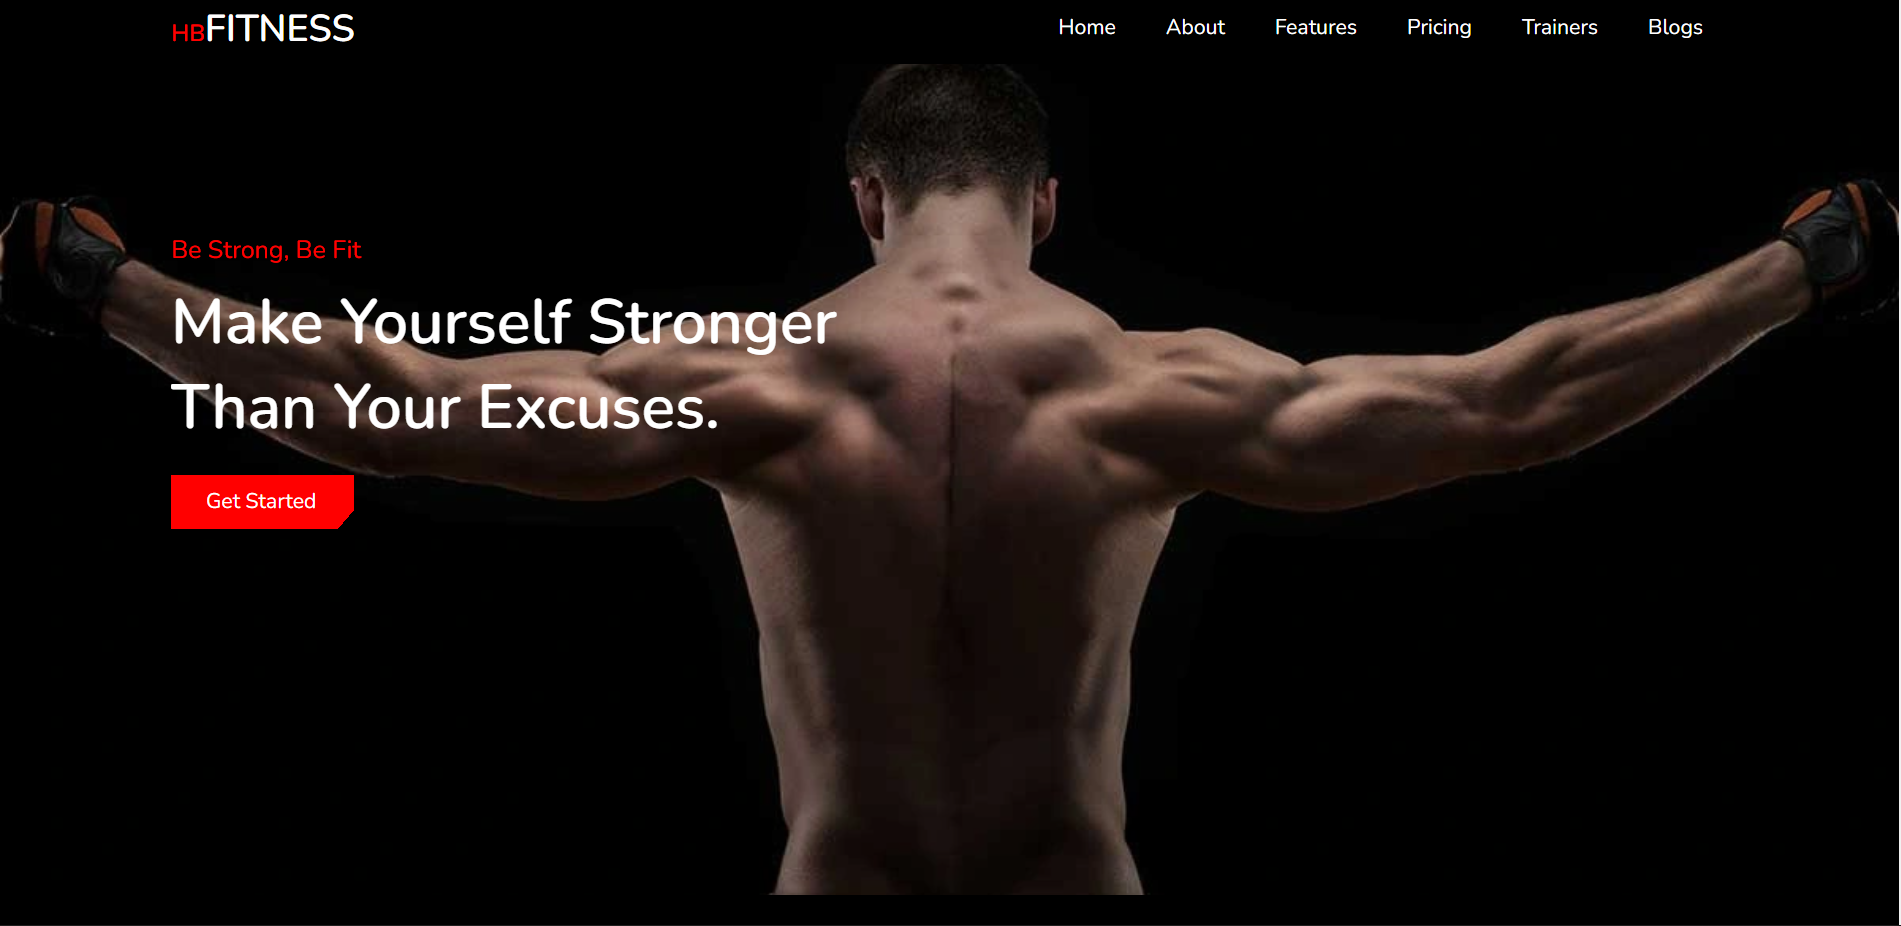 HBFITNESS
Home About Features Pricing Trainers Blogs
Be Strong, Be Fit
Make Yourself Stronger
Than Your Excuses.
Get Started